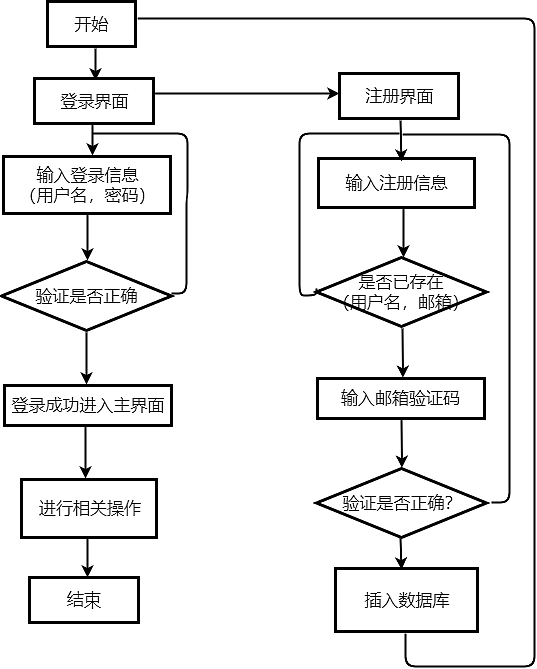 开始
登录界面
输入登录信息
（用户名，密码）
验证是否正确
登录成功进入主界面
进行相关操作
结束
注册界面
输入注册信息
是否已存在
（用户名，邮箱）
输入邮箱验证码
验证是否正确?
插入数据库